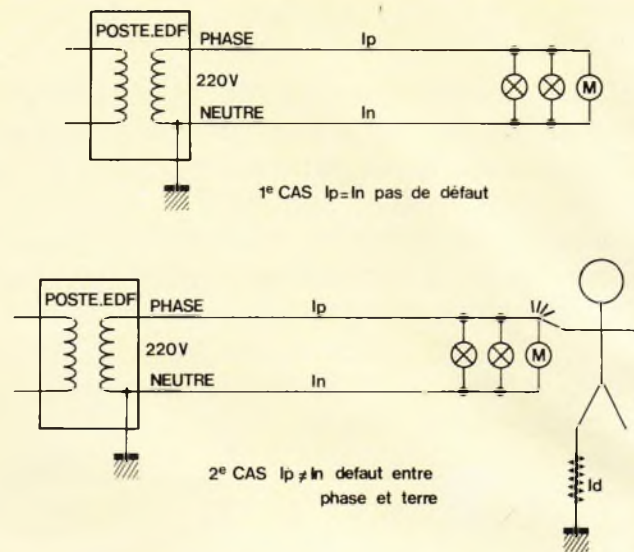 POSTE.EDF
PHASE
Ip
220V
NEUTRE
In
M
1e CAS Ip=In pas de défaut
POSTE.EDF
PHASE
Ip
220V
NEUTRE
In
M
2e CAS Ip ≠ In defaut entre
phase et terre
Id